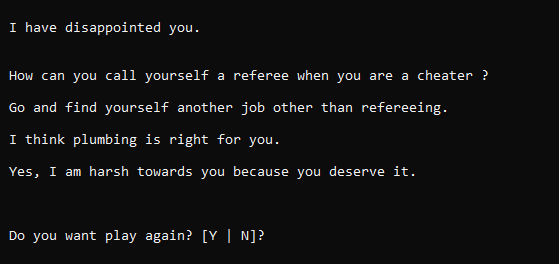 I have disappointed you.
How can you call yourself a referee when you are a cheater ?
Go and find yourself another job other than refereeing.
I think plumbing is right for you.
Yes, I am harsh towards you because you deserve it.
Do you want play again? [Y | N]?